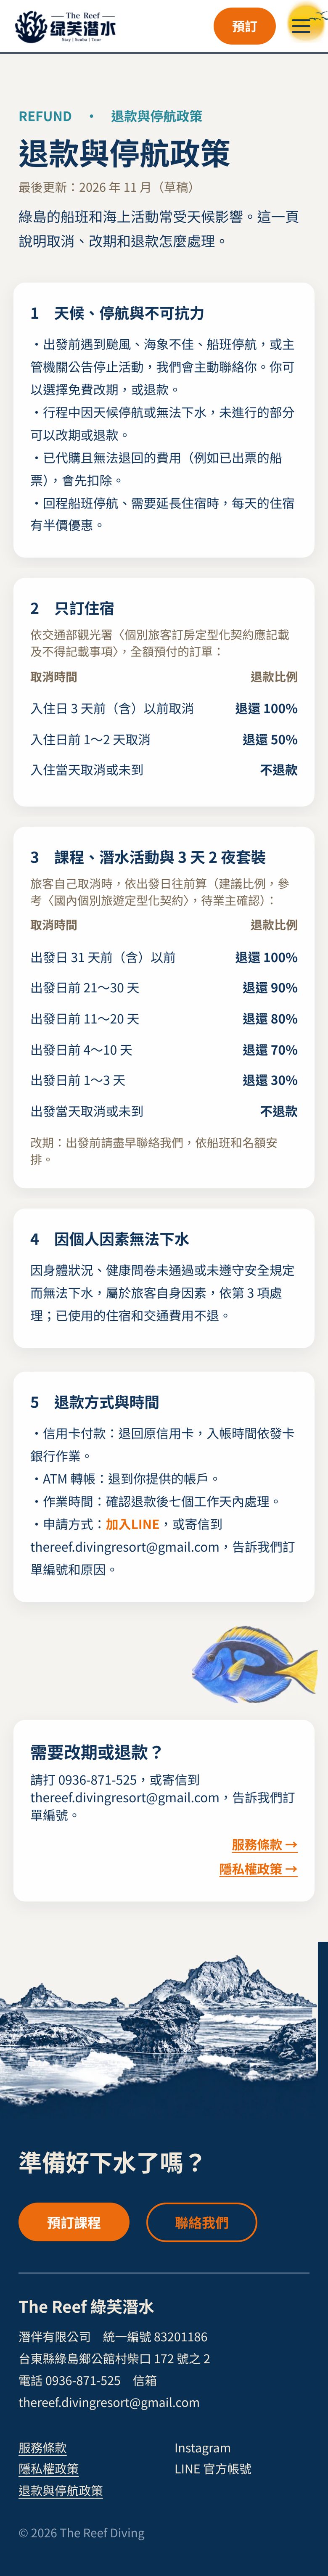 The Reef
綠芙潛水
Stay | Scuba | Tour
預訂
REFUND ・ 退款與停航政策
退款與停航政策
最後更新：2026 年 11 月（草稿）
綠島的船班和海上活動常受天候影響。這一頁
說明取消、改期和退款怎麼處理。
1 天候、停航與不可抗力
・出發前遇到颱風、海象不佳、船班停航，或主
管機關公告停止活動，我們會主動聯絡你。你可
以選擇免費改期，或退款。
・行程中因天候停航或無法下水，未進行的部分
可以改期或退款。
・已代購且無法退回的費用（例如已出票的船
票），會先扣除。
・回程船班停航、需要延長住宿時，每天的住宿
有半價優惠。
2 只訂住宿
依交通部觀光署〈個別旅客訂房定型化契約應記載
及不得記載事項〉，全額預付的訂單：
取消時間 退款比例
入住日 3 天前（含）以前取消 退還 100%
入住日前 1～2 天取消 退還 50%
入住當天取消或未到 不退款
3 課程、潛水活動與 3 天 2 夜套裝
旅客自己取消時，依出發日往前算（建議比例，參
考〈國內個別旅遊定型化契約〉，待業主確認）：
取消時間 退款比例
出發日 31 天前（含）以前 退還 100%
出發日前 21～30 天 退還 90%
出發日前 11～20 天 退還 80%
出發日前 4～10 天 退還 70%
出發日前 1～3 天 退還 30%
出發當天取消或未到 不退款
改期：出發前請盡早聯絡我們，依船班和名額安
排。
4 因個人因素無法下水
因身體狀況、健康問卷未通過或未遵守安全規定
而無法下水，屬於旅客自身因素，依第 3 項處
理；已使用的住宿和交通費用不退。
5 退款方式與時間
・信用卡付款：退回原信用卡，入帳時間依發卡
銀行作業。
・ATM 轉帳：退到你提供的帳戶。
・作業時間：確認退款後七個工作天內處理。
・申請方式：加入LINE，或寄信到
thereef.divingresort@gmail.com，告訴我們訂
單編號和原因。
需要改期或退款？
請打 0936-871-525，或寄信到
thereef.divingresort@gmail.com，告訴我們訂
單編號。
服務條款 →
隱私權政策 →
準備好下水了嗎？
預訂課程 聯絡我們
The Reef 綠芙潛水
潛伴有限公司 統一編號 83201186
台東縣綠島鄉公館村柴口 172 號之 2
電話 0936-871-525 信箱
thereef.divingresort@gmail.com
服務條款 Instagram
隱私權政策 LINE 官方帳號
退款與停航政策
© 2026 The Reef Diving